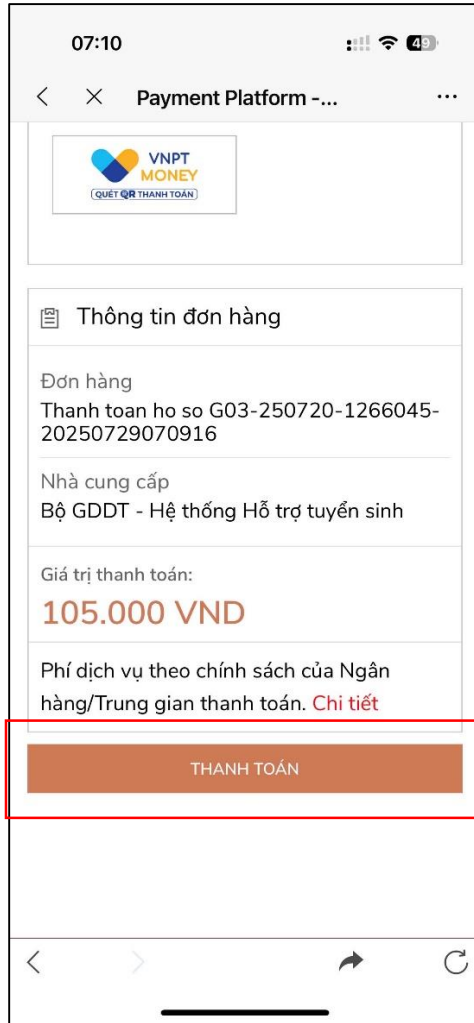 07:10
49
Payment Platform -...
VNPT
MONEY
QUÉT QR THANH TOÁN
Thông tin đơn hàng
Đơn hàng
Thanh toan ho so G03-250720-1266045-
20250729070916
Nhà cung cấp
Bộ GDDT - Hệ thống Hỗ trợ tuyển sinh
Giá trị thanh toán:
105.000 VND
Phí dịch vụ theo chính sách của Ngân
hàng/Trung gian thanh toán. Chi tiết
THANH TOÁN